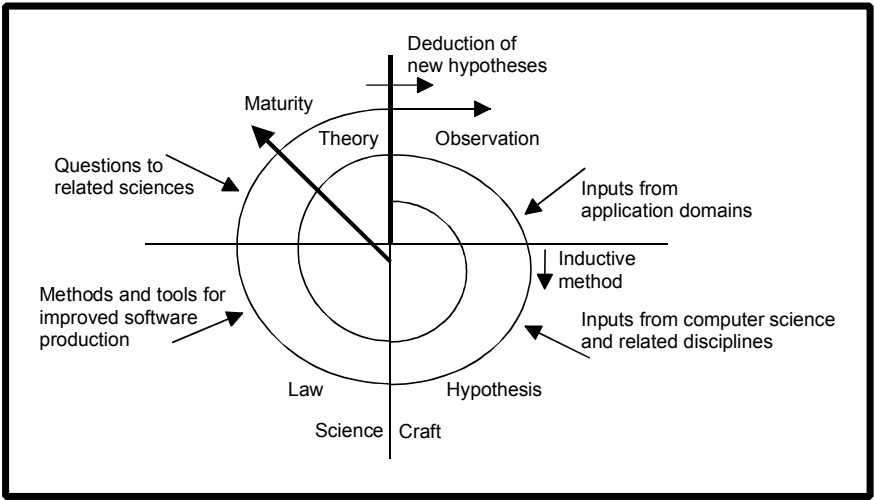 Deduction of
new hypotheses
Maturity
Theory
Observation
Questions to
related sciences
Inputs from
application domains
Inductive
method
Methods and tools for
improved software
production
Inputs from computer science
and related disciplines
Law
Hypothesis
Science
Craft